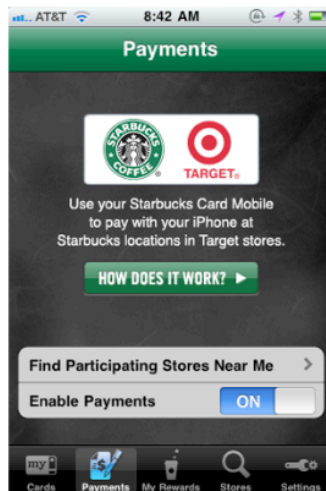 AT&T 8:42 AM
Payments
STARBUCKS
COFFEE
TARGET
Use your Starbucks Card Mobile
to pay with your iPhone at
Starbucks locations in Target stores.
HOW DOES IT WORK?
Find Participating Stores Near Me
Enable Payments ON
my
$
Cards Payments My Rewards Stores Settings